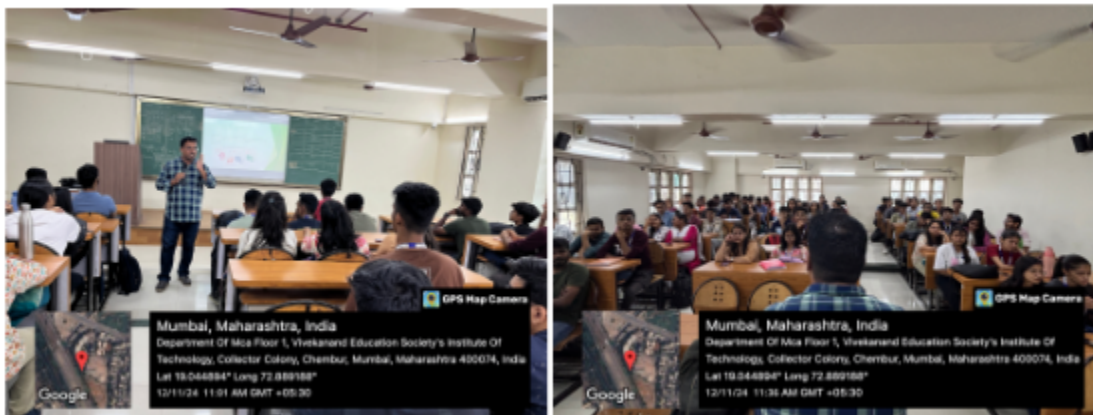 GPS Map Camera
Mumbai, Maharashtra, India
Department Of Mca Floor 1, Vivekanand Education Society's Institute Of
Technology, Collector Colony, Chembur, Mumbai, Maharashtra 400074, India
Lat 19.044894° Long 72.889188°
12/11/24 11:01 AM GMT +05:30
Google
GPS Map Camera
Mumbai, Maharashtra, India
Department Of Mca Floor 1, Vivekanand Education Society's Institute Of
Technology, Collector Colony, Chembur, Mumbai, Maharashtra 400074, India
Lat 19.044894° Long 72.889188°
12/11/24 11:36 AM GMT +05:30
Google